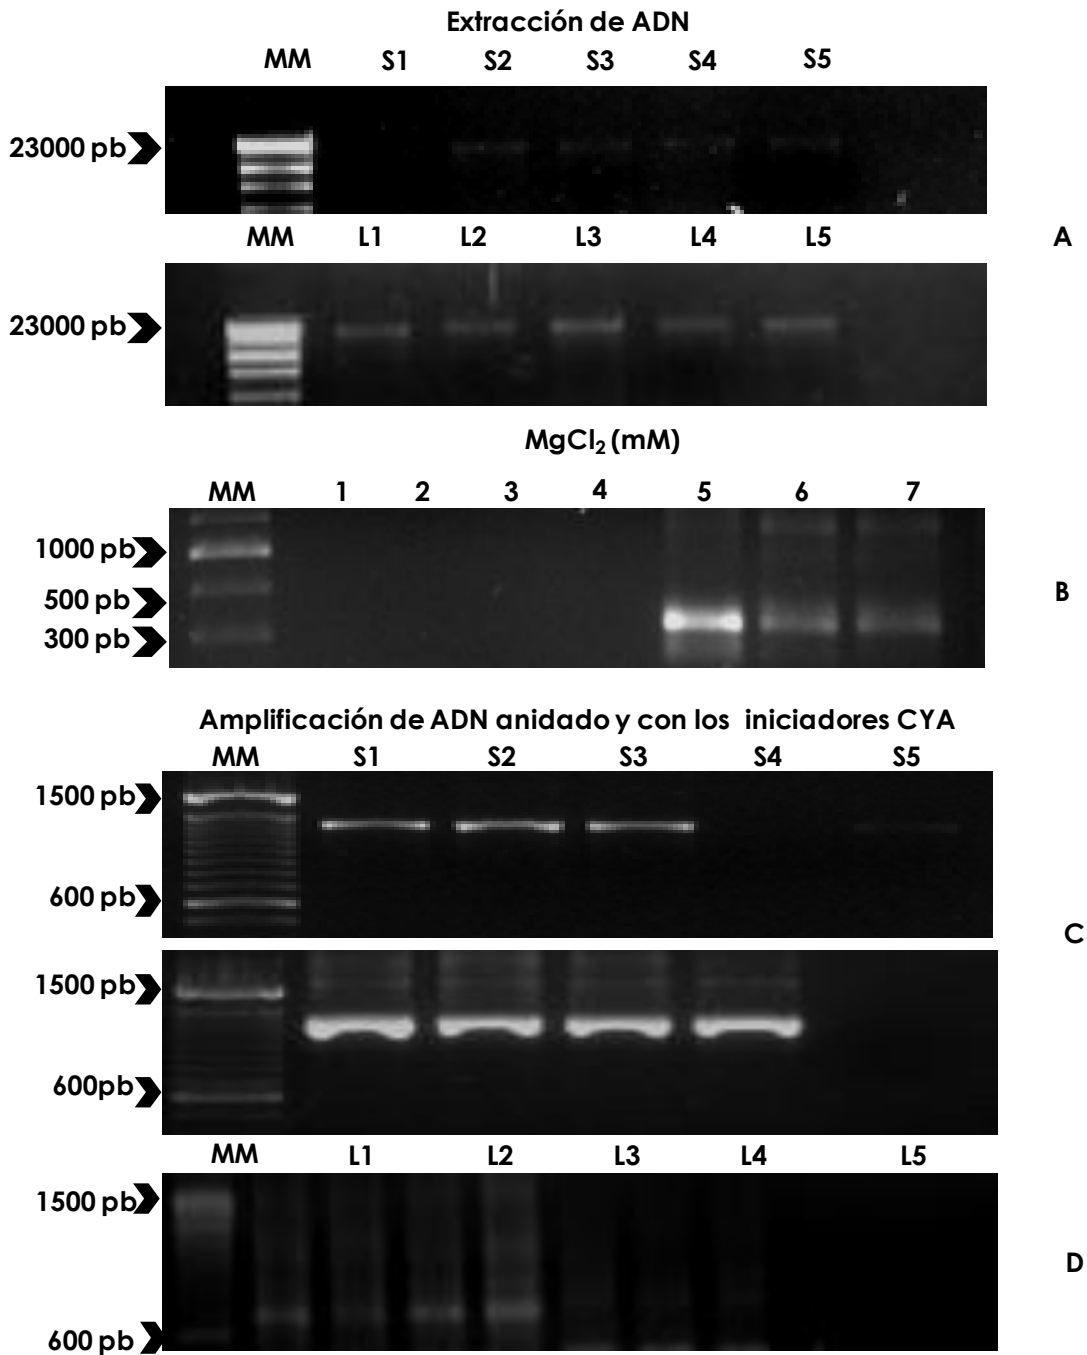 Extracción de ADN
MM S1 S2 S3 S4 S5
23000 pb
MM L1 L2 L3 L4 L5
A
23000 pb
MgCl₂ (mM)
MM 1 2 3 4 5 6 7
1000 pb
500 pb
B
300 pb
Amplificación de ADN anidado y con los iniciadores CYA
MM S1 S2 S3 S4 S5
1500 pb
600 pb
C
1500 pb
600pb
MM L1 L2 L3 L4 L5
1500 pb
D
600 pb